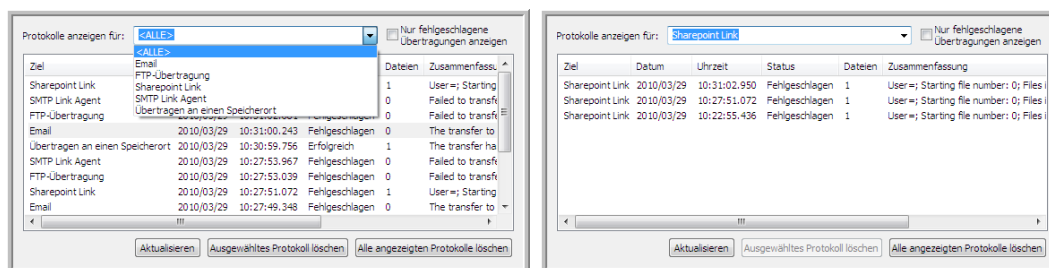 Protokolle anzeigen für: <ALLE> Nur fehlgeschlagene Übertragungen anzeigen
<ALLE>
Email
FTP-Übertragung
Sharepoint Link
SMTP Link Agent
Übertragen an einen Speicherort
Ziel Dateien Zusammenfassu
Sharepoint Link 1 User=; Starting
SMTP Link Agent 0 Failed to transfe
FTP-Übertragung 0 Failed to transfe
Email 2010/03/29 10:31:00.243 Fehlgeschlagen 0 The transfer to
Übertragen an einen Speicherort 2010/03/29 10:30:59.756 Erfolgreich 1 The transfer ha
SMTP Link Agent 2010/03/29 10:27:53.967 Fehlgeschlagen 0 Failed to transfe
FTP-Übertragung 2010/03/29 10:27:53.039 Fehlgeschlagen 0 Failed to transfe
Sharepoint Link 2010/03/29 10:27:51.072 Fehlgeschlagen 1 User=; Starting
Email 2010/03/29 10:27:49.348 Fehlgeschlagen 0 The transfer to
Aktualisieren Ausgewähltes Protokoll löschen Alle angezeigten Protokolle löschen
Protokolle anzeigen für: Sharepoint Link Nur fehlgeschlagene Übertragungen anzeigen
Ziel Datum Uhrzeit Status Dateien Zusammenfassung
Sharepoint Link 2010/03/29 10:31:02.950 Fehlgeschlagen 1 User=; Starting file number: 0; Files i
Sharepoint Link 2010/03/29 10:27:51.072 Fehlgeschlagen 1 User=; Starting file number: 0; Files i
Sharepoint Link 2010/03/29 10:22:55.436 Fehlgeschlagen 1 User=; Starting file number: 0; Files i
Aktualisieren Ausgewähltes Protokoll löschen Alle angezeigten Protokolle löschen